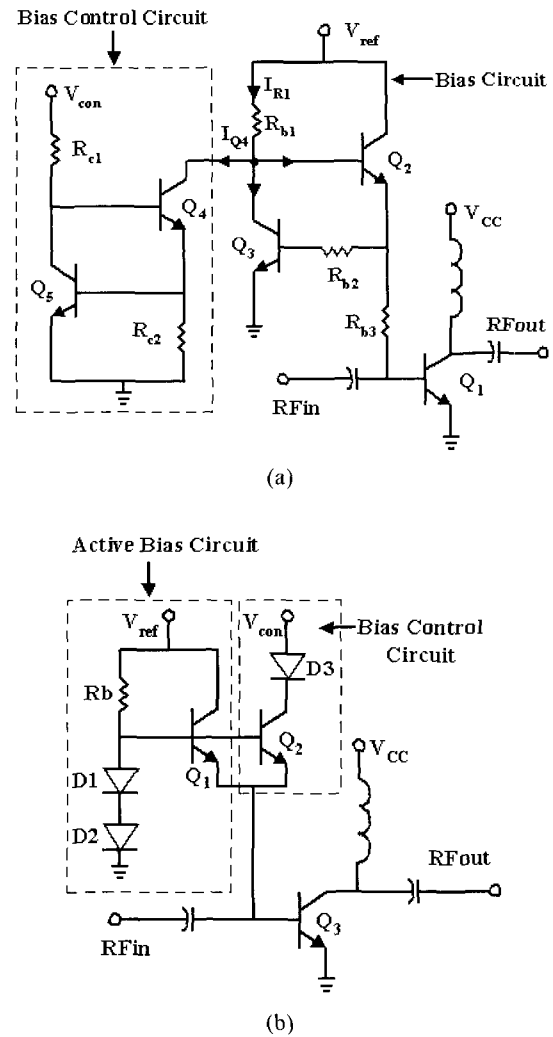 Bias Control Circuit
V_con
R_c1
Q_4
Q_5
R_c2
I_Q4
V_ref
I_R1
R_b1
Bias Circuit
Q_2
Q_3
R_b2
R_b3
V_CC
RFout
Q_1
RFin
(a)
Active Bias Circuit
V_ref
Rb
D1
D2
Q_1
V_con
D3
Q_2
Bias Control
Circuit
V_CC
RFout
Q_3
RFin
(b)